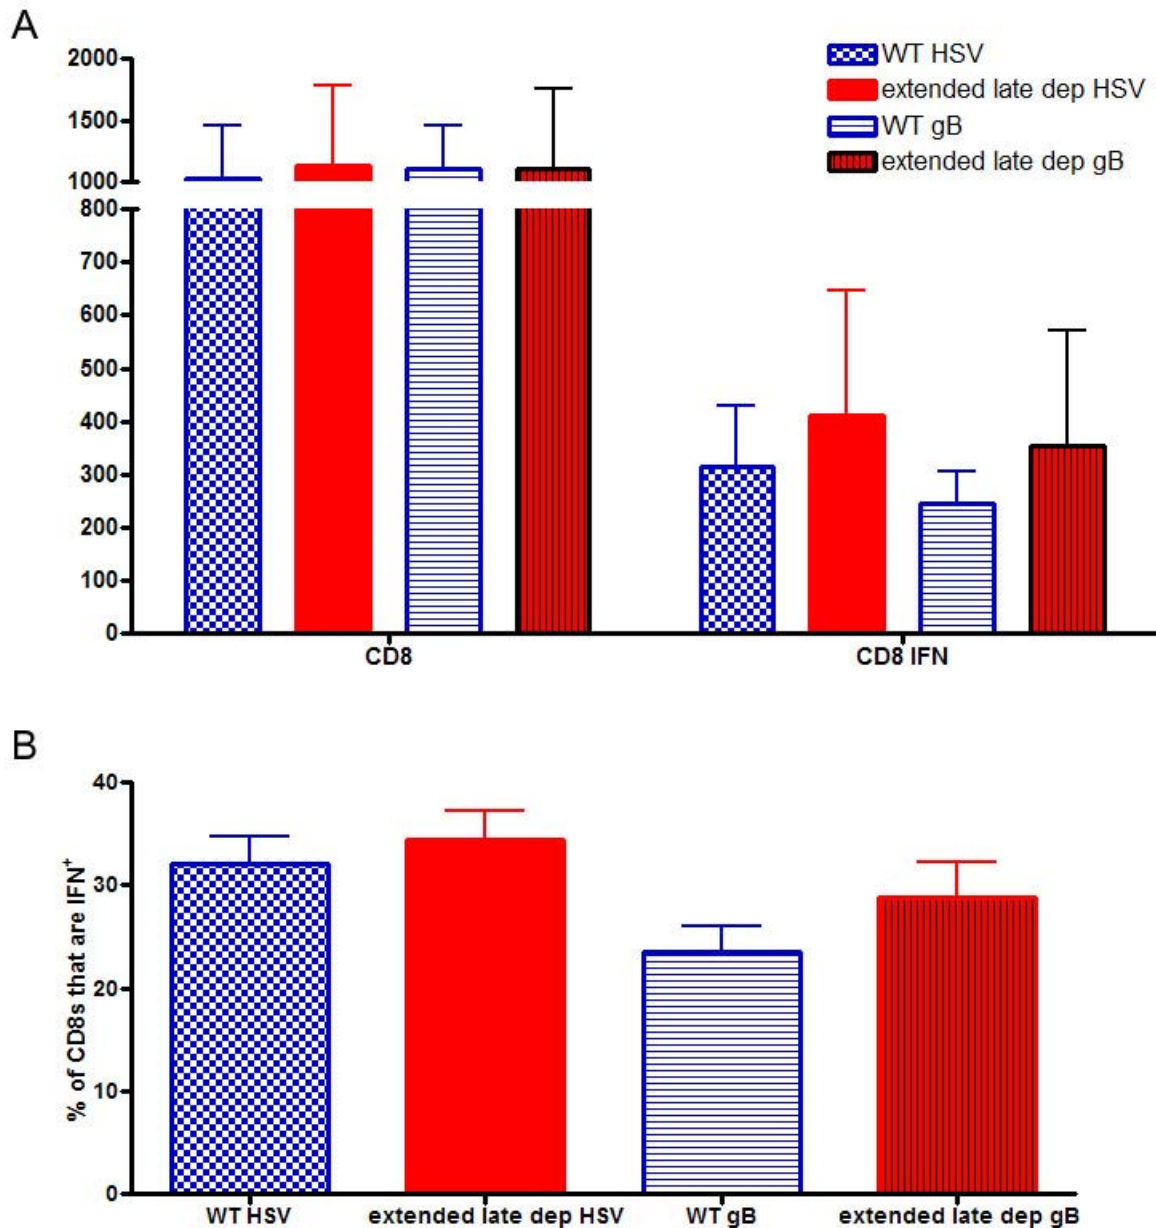 A
2000
1500
1000
800
700
600
500
400
300
200
100
0
WT HSV
extended late dep HSV
WT gB
extended late dep gB
CD8 CD8 IFN
B
% of CD8s that are IFN⁺
40
30
20
10
0
WT HSV extended late dep HSV WT gB extended late dep gB